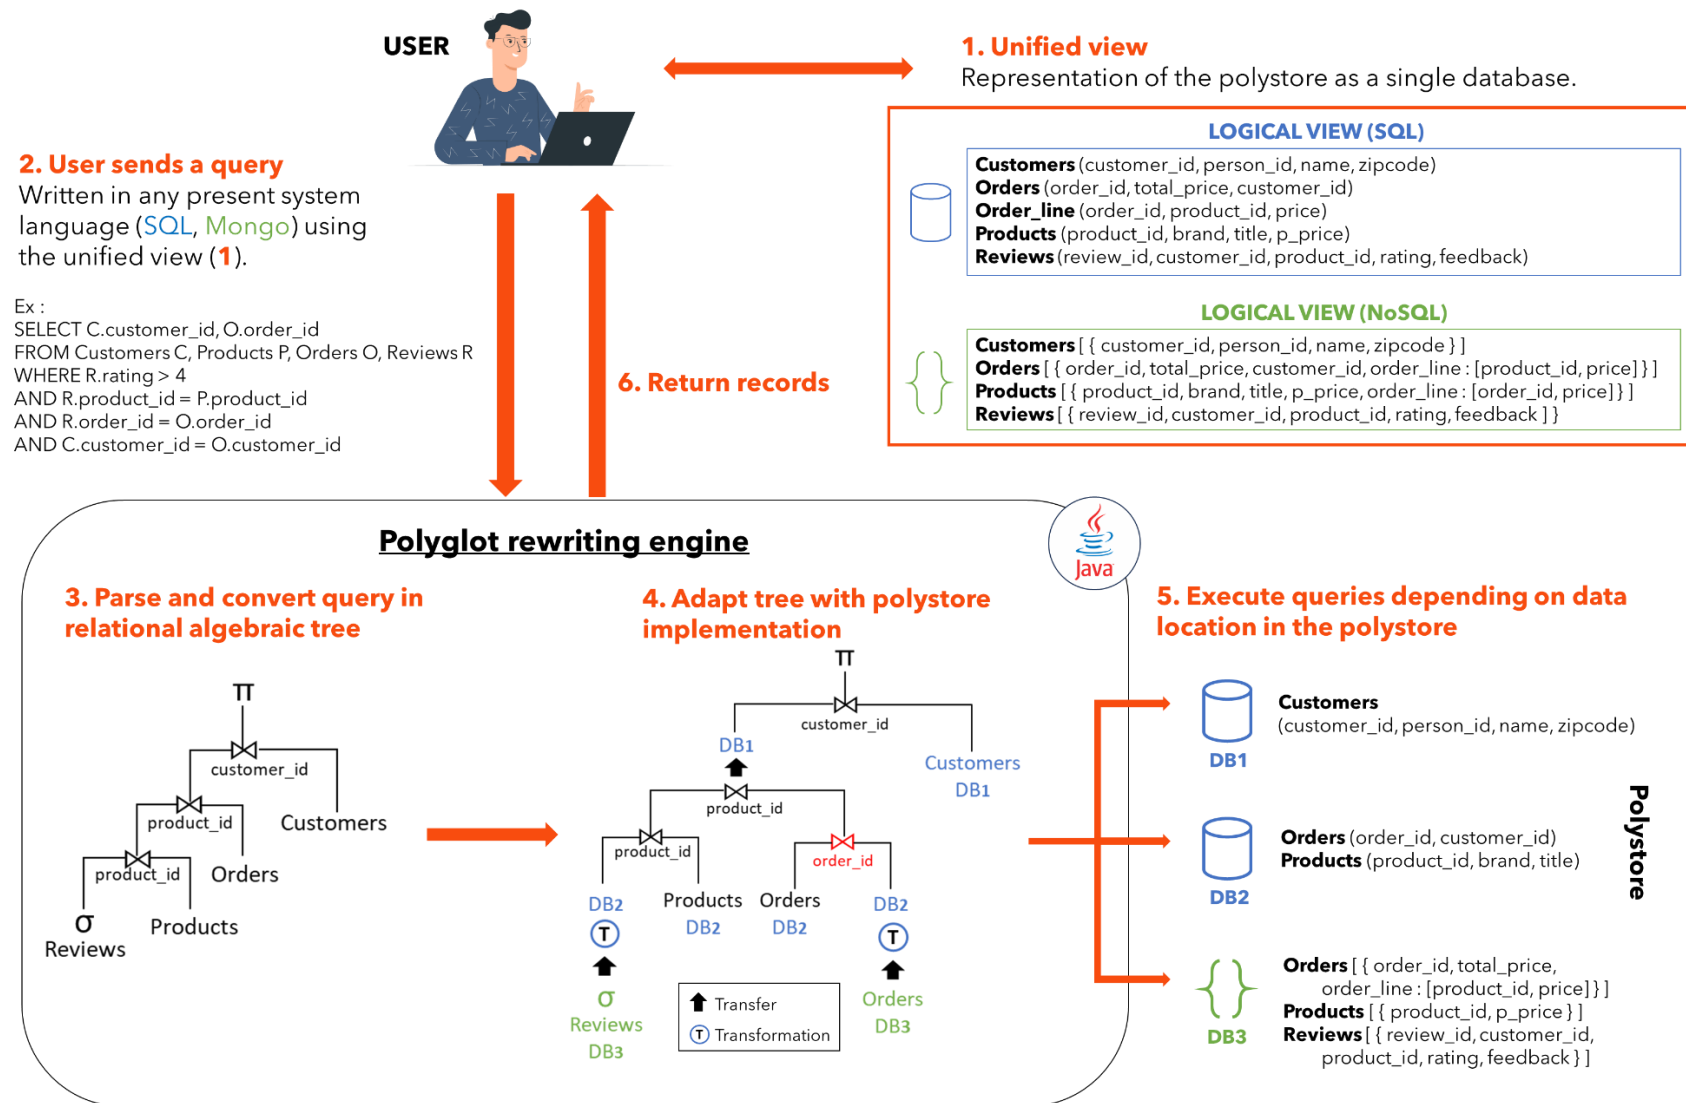 USER
1. Unified view
Representation of the polystore as a single database.
LOGICAL VIEW (SQL)
Customers (customer_id, person_id, name, zipcode)
Orders (order_id, total_price, customer_id)
Order_line (order_id, product_id, price)
Products (product_id, brand, title, p_price)
Reviews (review_id, customer_id, product_id, rating, feedback)
LOGICAL VIEW (NoSQL)
Customers [ { customer_id, person_id, name, zipcode } ]
Orders [ { order_id, total_price, customer_id, order_line : [product_id, price] } ]
Products [ { product_id, brand, title, p_price, order_line : [order_id, price] } ]
Reviews [ { review_id, customer_id, product_id, rating, feedback ] }
2. User sends a query
Written in any present system
language (SQL, Mongo) using
the unified view (1).
Ex :
SELECT C.customer_id, O.order_id
FROM Customers C, Products P, Orders O, Reviews R
WHERE R.rating > 4
AND R.product_id = P.product_id
AND R.order_id = O.order_id
AND C.customer_id = O.customer_id
6. Return records
Polyglot rewriting engine
Java
3. Parse and convert query in
relational algebraic tree
π
customer_id
product_id
Customers
product_id
Orders
σ
Reviews
Products
4. Adapt tree with polystore
implementation
π
customer_id
DB1
Customers
DB1
product_id
product_id
order_id
DB2
Products
DB2
Orders
DB2
DB2
T
T
σ
Reviews
DB3
Orders
DB3
Transfer
T Transformation
5. Execute queries depending on data
location in the polystore
Customers
(customer_id, person_id, name, zipcode)
DB1
Orders (order_id, customer_id)
Products (product_id, brand, title)
DB2
Orders [ { order_id, total_price,
order_line : [product_id, price] } ]
Products [ { product_id, p_price } ]
Reviews [ { review_id, customer_id,
product_id, rating, feedback } ]
DB3
Polystore